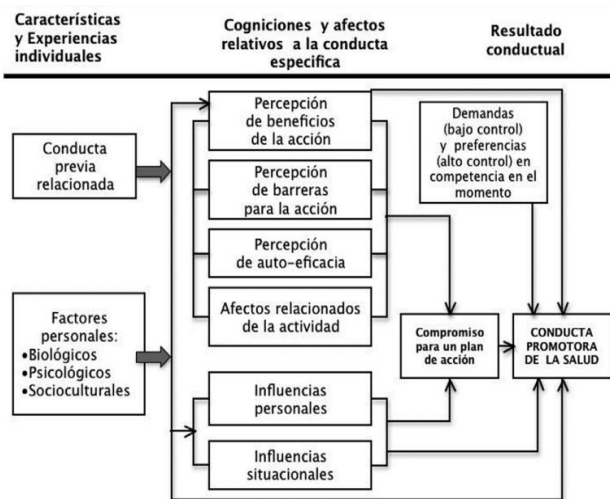 Características
y Experiencias
individuales
Cogniciones y afectos
relativos a la conducta
especifica
Resultado
conductual
Conducta
previa
relacionada
Factores
personales:
•Biológicos
•Psicológicos
•Socioculturales
Percepción
de beneficios
de la acción
Percepción
de barreras
para la acción
Percepción
de auto-eficacia
Afectos relacionados
de la actividad
Influencias
personales
Influencias
situacionales
Demandas
(bajo control)
y preferencias
(alto control) en
competencia en el
momento
Compromiso
para un plan
de acción
CONDUCTA
PROMOTORA
DE LA SALUD